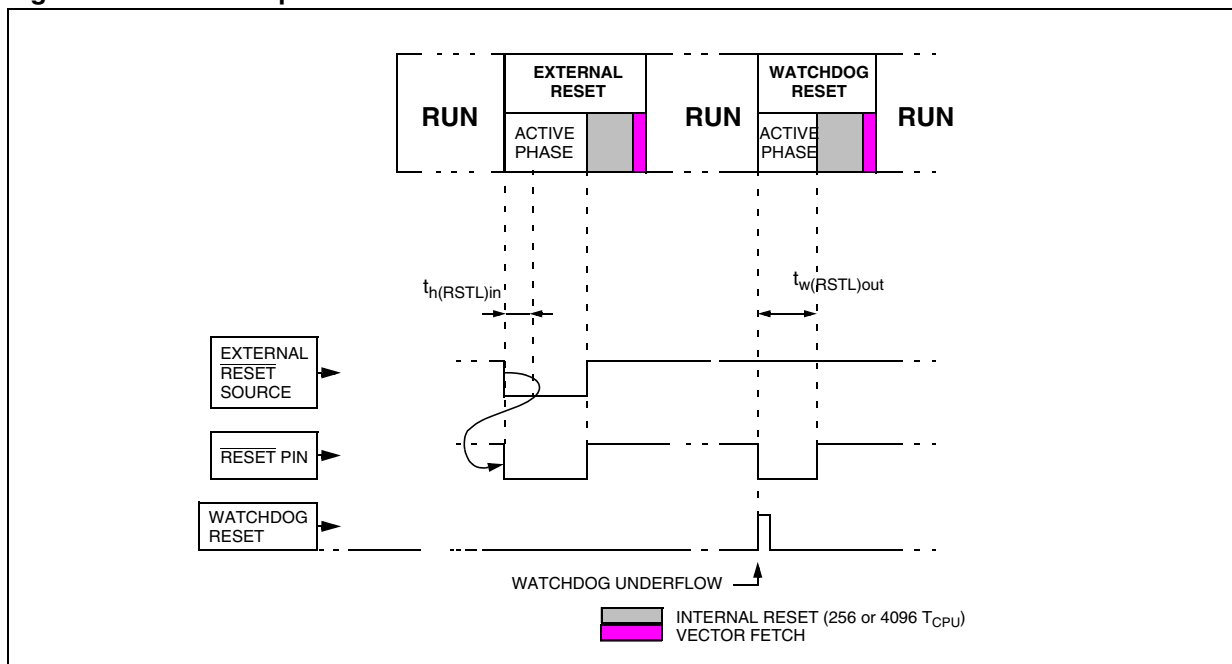 EXTERNAL
RESET
WATCHDOG
RESET
RUN
ACTIVE
PHASE
RUN
ACTIVE
PHASE
RUN
th(RSTL)in
tw(RSTL)out
EXTERNAL
RESET
SOURCE
RESET PIN
WATCHDOG
RESET
WATCHDOG UNDERFLOW
INTERNAL RESET (256 or 4096 TCPU)
VECTOR FETCH